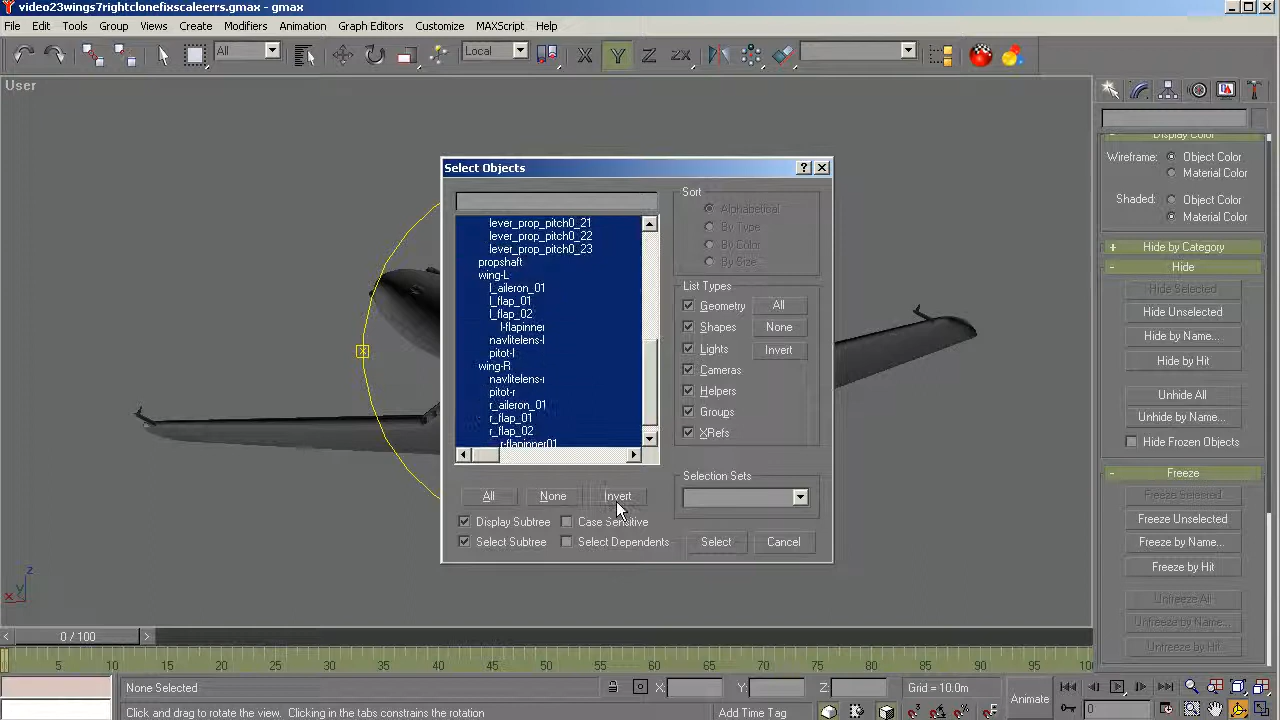 video23wings7rightclonefixscaleerrs.gmax - gmax
File Edit Tools Group Views Create Modifiers Animation Graph Editors Customize MAXScript Help
All Local X Y Z ZX
User
Select Objects
lever_prop_pitch0_21
lever_prop_pitch0_22
lever_prop_pitch0_23
propshaft
wing-L
l_aileron_01
l_flap_01
l_flap_02
l-flapinner
navlitelens-l
pitot-l
wing-R
navlitelens-r
pitot-r
r_aileron_01
r_flap_01
r_flap_02
r-flapinner01
All None Invert
Display Subtree Case Sensitive
Select Subtree Select Dependents
Sort
Alphabetical
By Type
By Color
By Size
List Types
Geometry All
Shapes None
Lights Invert
Cameras
Helpers
Groups
XRefs
Selection Sets
Select Cancel
Display Color
Wireframe: Object Color
Material Color
Shaded: Object Color
Material Color
+ Hide by Category
- Hide
Hide Selected
Hide Unselected
Hide by Name...
Hide by Hit
Unhide All
Unhide by Name...
Hide Frozen Objects
- Freeze
Freeze Selected
Freeze Unselected
Freeze by Name...
Freeze by Hit
Unfreeze All
Unfreeze by Name...
Unfreeze by Hit
z
y
x
< 0 / 100 >
0 5 10 15 20 25 30 35 40 45 50 55 60 65 70 75 80 85 90 95 100
None Selected X: Y: Z: Grid = 10.0m Animate
Click and drag to rotate the view. Clicking in the tabs constrains the rotation Add Time Tag 0